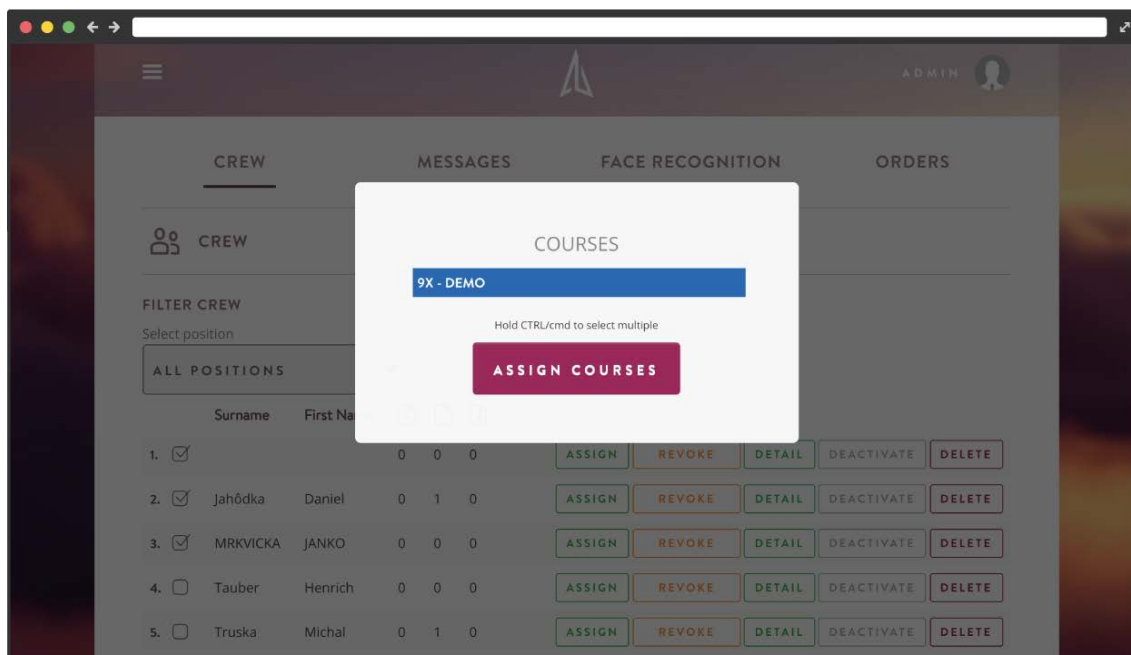 ADMIN
CREW MESSAGES FACE RECOGNITION ORDERS
CREW
COURSES
9X - DEMO
FILTER CREW
Hold CTRL/cmd to select multiple
Select position
ALL POSITIONS
ASSIGN COURSES
Surname First Na
1. 0 0 0 ASSIGN REVOKE DETAIL DEACTIVATE DELETE
2. Jahôdka Daniel 0 1 0 ASSIGN REVOKE DETAIL DEACTIVATE DELETE
3. MRKVICKA JANKO 0 0 0 ASSIGN REVOKE DETAIL DEACTIVATE DELETE
4. Tauber Henrich 0 0 0 ASSIGN REVOKE DETAIL DEACTIVATE DELETE
5. Truska Michal 0 1 0 ASSIGN REVOKE DETAIL DEACTIVATE DELETE